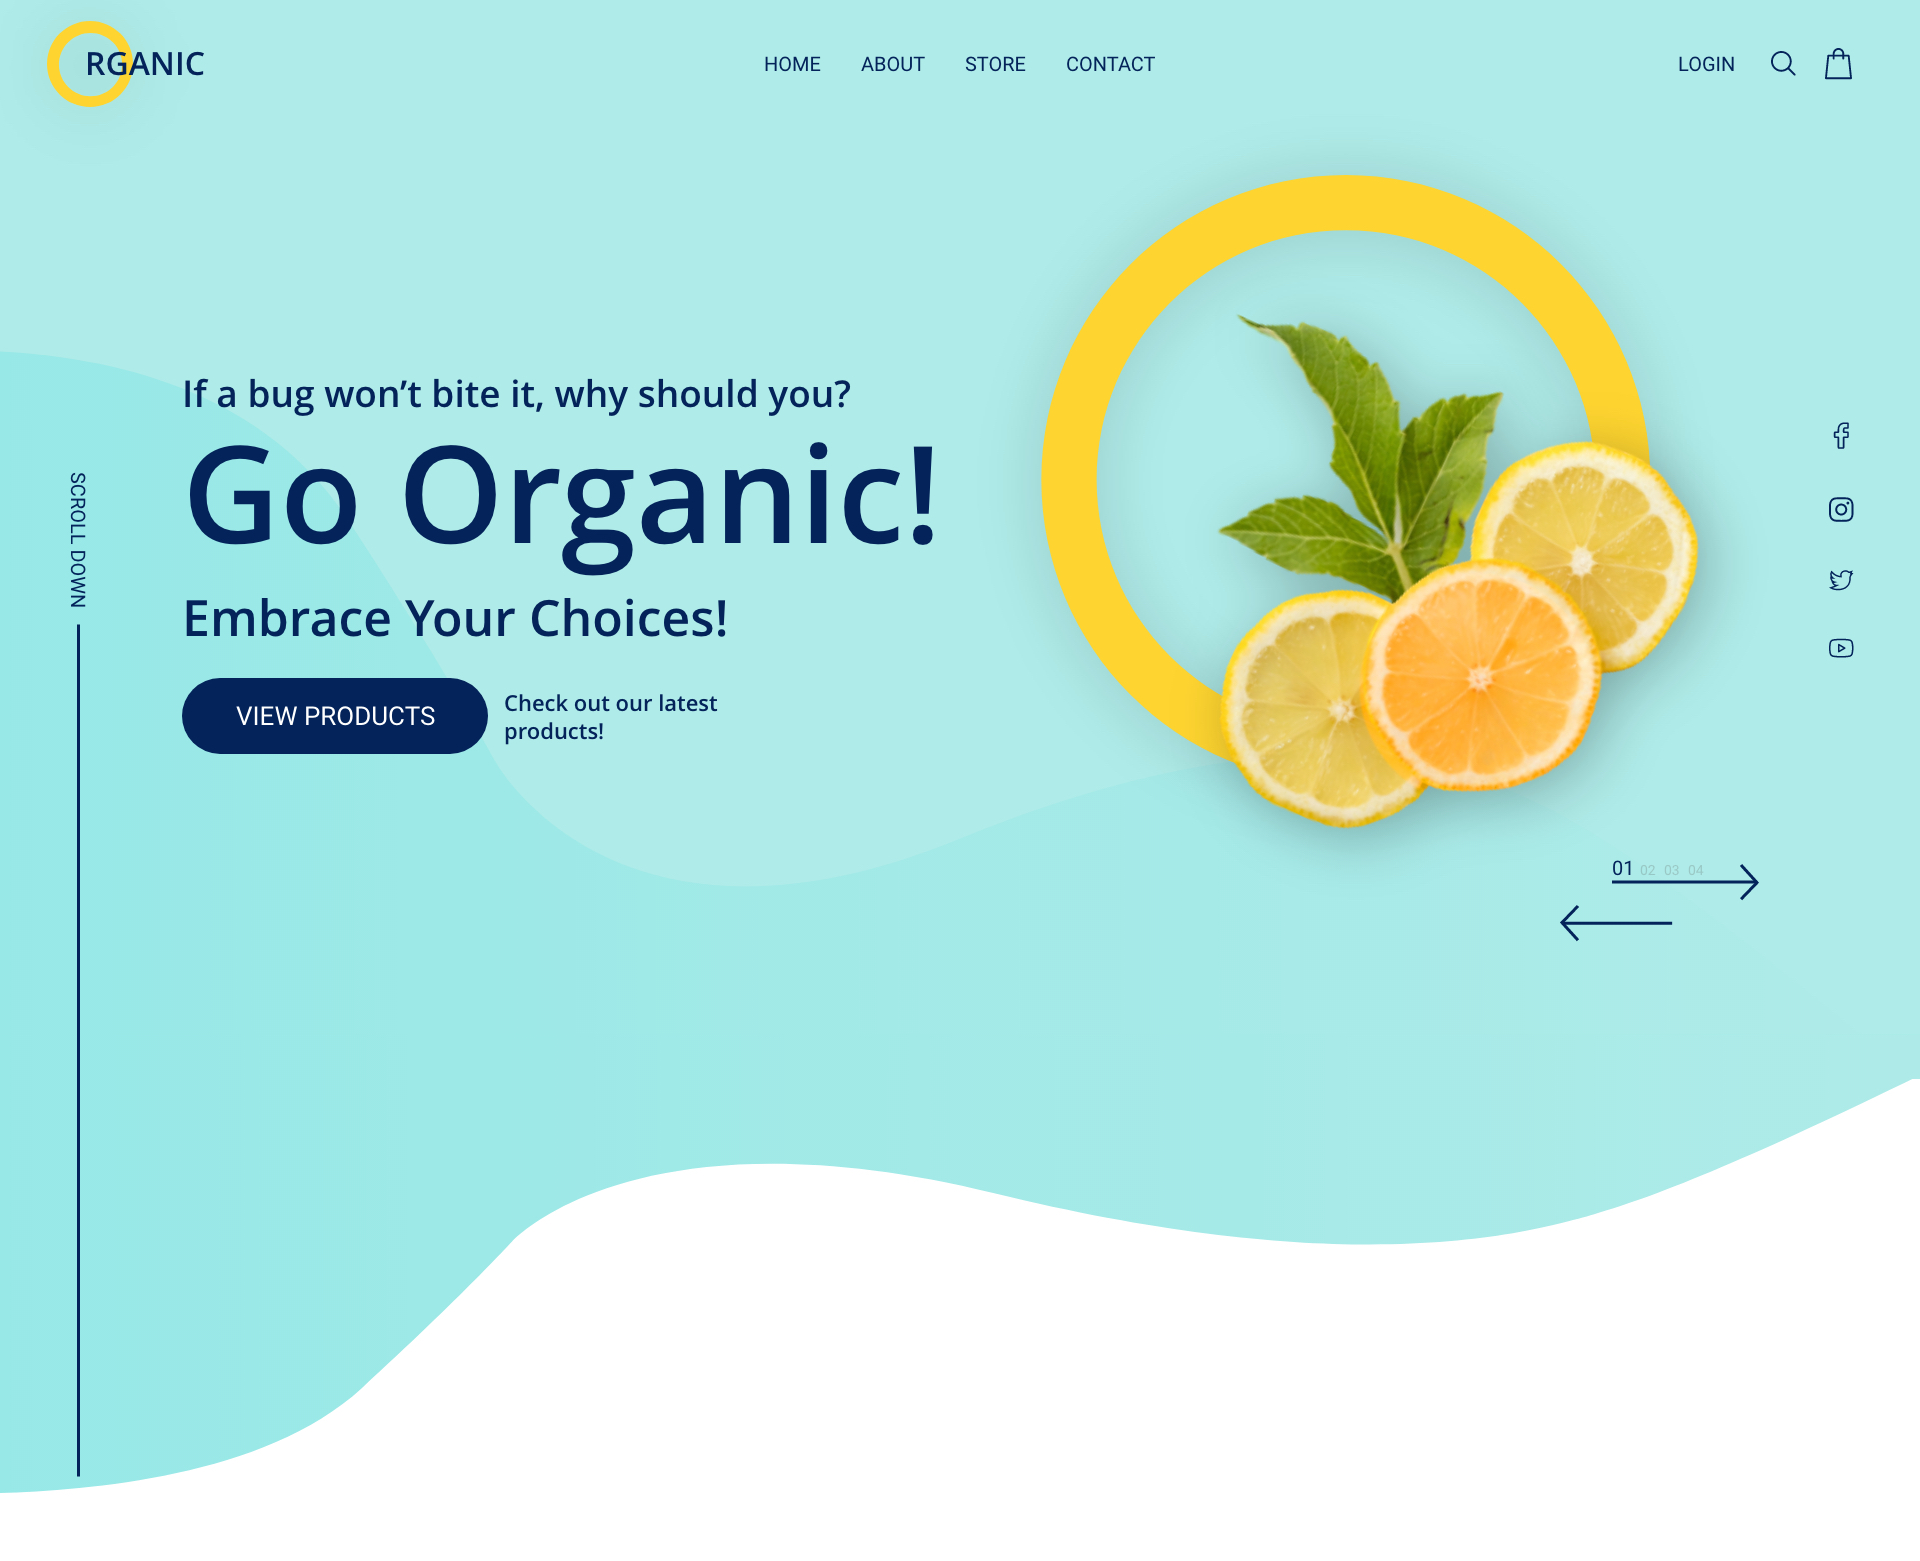 RGANIC
HOME ABOUT STORE CONTACT
LOGIN
If a bug won’t bite it, why should you?
Go Organic!
Embrace Your Choices!
VIEW PRODUCTS
Check out our latest
products!
SCROLL DOWN
01 02 03 04